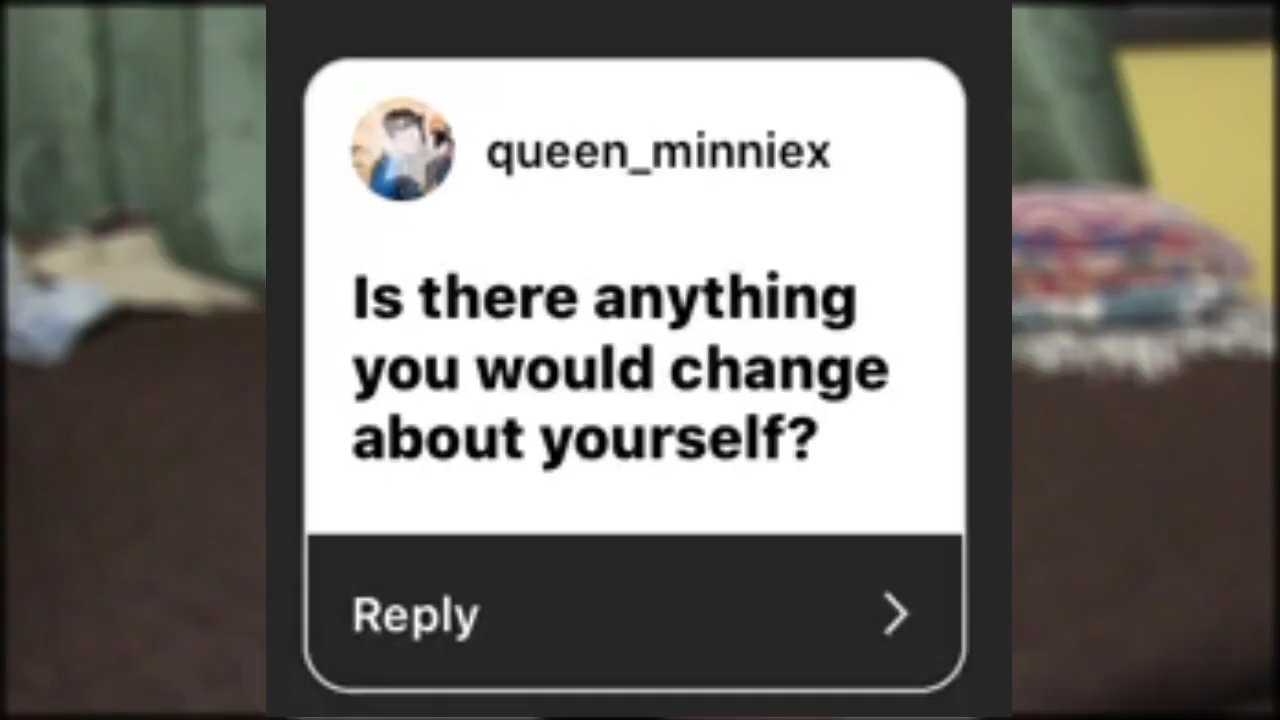 queen_minniex
Is there anything
you would change
about yourself?
Reply